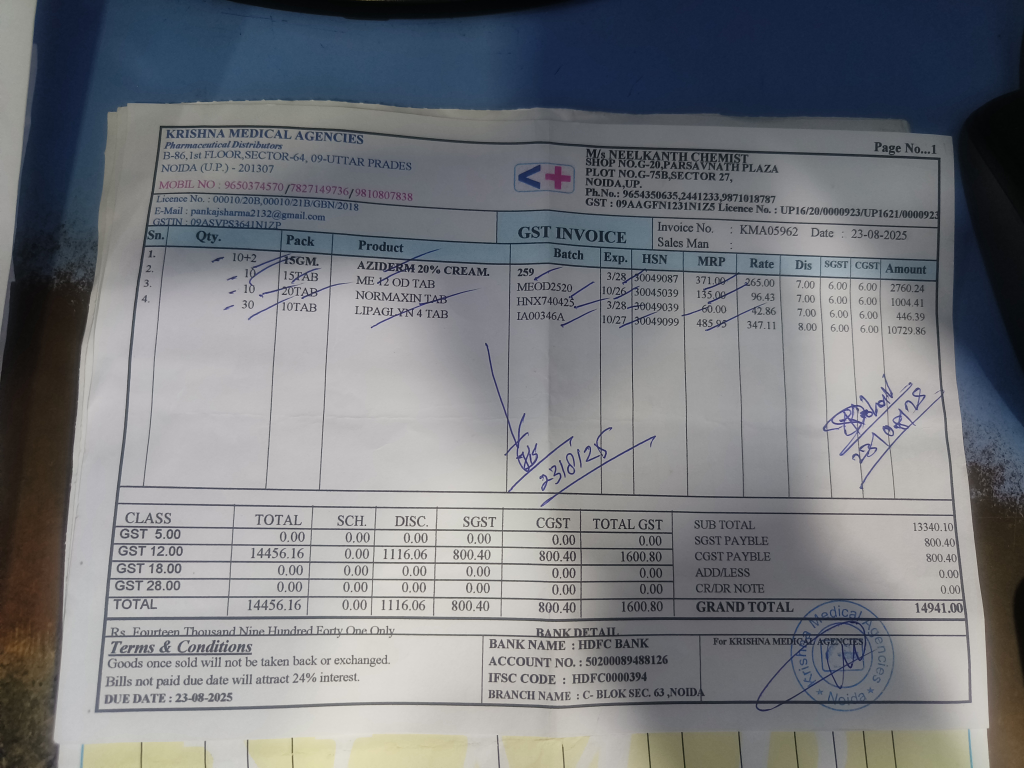 KRISHNA MEDICAL AGENCIES
Pharmaceutical Distributors
B-86,1st FLOOR,SECTOR-64, 09-UTTAR PRADES
NOIDA (U.P.) - 201307
MOBIL NO : 9650374570/7827149736/9810807838
Licence No. : 00010/20B,00010/21B/GBN/2018
E-Mail : pankajsharma2132@gmail.com
GSTIN : 09ASVPS3641N1ZP
Page No...1
M/s NEELKANTH CHEMIST
SHOP NO.G-20,PARSAVNATH PLAZA
PLOT NO.G-75B,SECTOR 27,
NOIDA,UP.
Ph.No.: 9654350635,2441233,9871018787
GST : 09AAGFN1231N1Z5 Licence No. : UP16/20/0000923/UP1621/0000923
GST INVOICE
Invoice No. : KMA05962 Date : 23-08-2025
Sales Man :
Sn. Qty. Pack Product Batch Exp. HSN MRP Rate Dis SGST CGST Amount
1. 10+2 15GM. AZIDERM 20% CREAM. 259 3/28 30049087 371.00 265.00 7.00 6.00 6.00 2760.24
2. 10 15TAB ME 12 OD TAB MEOD2520 10/26 30045039 135.00 96.43 7.00 6.00 6.00 1004.41
3. 10 20TAB NORMAXIN TAB HNX740425 3/28 30049039 60.00 42.86 7.00 6.00 6.00 446.39
4. 30 10TAB LIPAGLYN 4 TAB IA00346A 10/27 30049099 485.95 347.11 8.00 6.00 6.00 10729.86
23/8/25
23/08/25
CLASS TOTAL SCH. DISC. SGST CGST TOTAL GST
GST 5.00 0.00 0.00 0.00 0.00 0.00 0.00
GST 12.00 14456.16 0.00 1116.06 800.40 800.40 1600.80
GST 18.00 0.00 0.00 0.00 0.00 0.00 0.00
GST 28.00 0.00 0.00 0.00 0.00 0.00 0.00
TOTAL 14456.16 0.00 1116.06 800.40 800.40 1600.80
SUB TOTAL 13340.10
SGST PAYBLE 800.40
CGST PAYBLE 800.40
ADD/LESS 0.00
CR/DR NOTE 0.00
GRAND TOTAL 14941.00
Rs. Fourteen Thousand Nine Hundred Forty One Only
Terms & Conditions
Goods once sold will not be taken back or exchanged.
Bills not paid due date will attract 24% interest.
DUE DATE : 23-08-2025
BANK DETAIL
BANK NAME : HDFC BANK
ACCOUNT NO. : 50200089488126
IFSC CODE : HDFC0000394
BRANCH NAME : C- BLOK SEC. 63 ,NOIDA
For KRISHNA MEDICAL AGENCIES
Krishna Medical Agencies
Noida